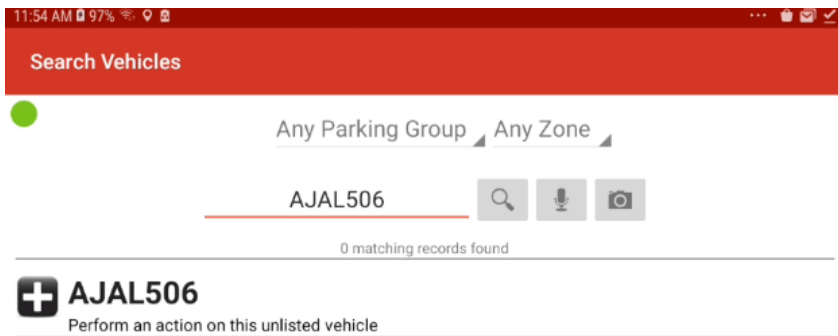 11:54 AM 97%
Search Vehicles
Any Parking Group Any Zone
AJAL506
0 matching records found
AJAL506
Perform an action on this unlisted vehicle